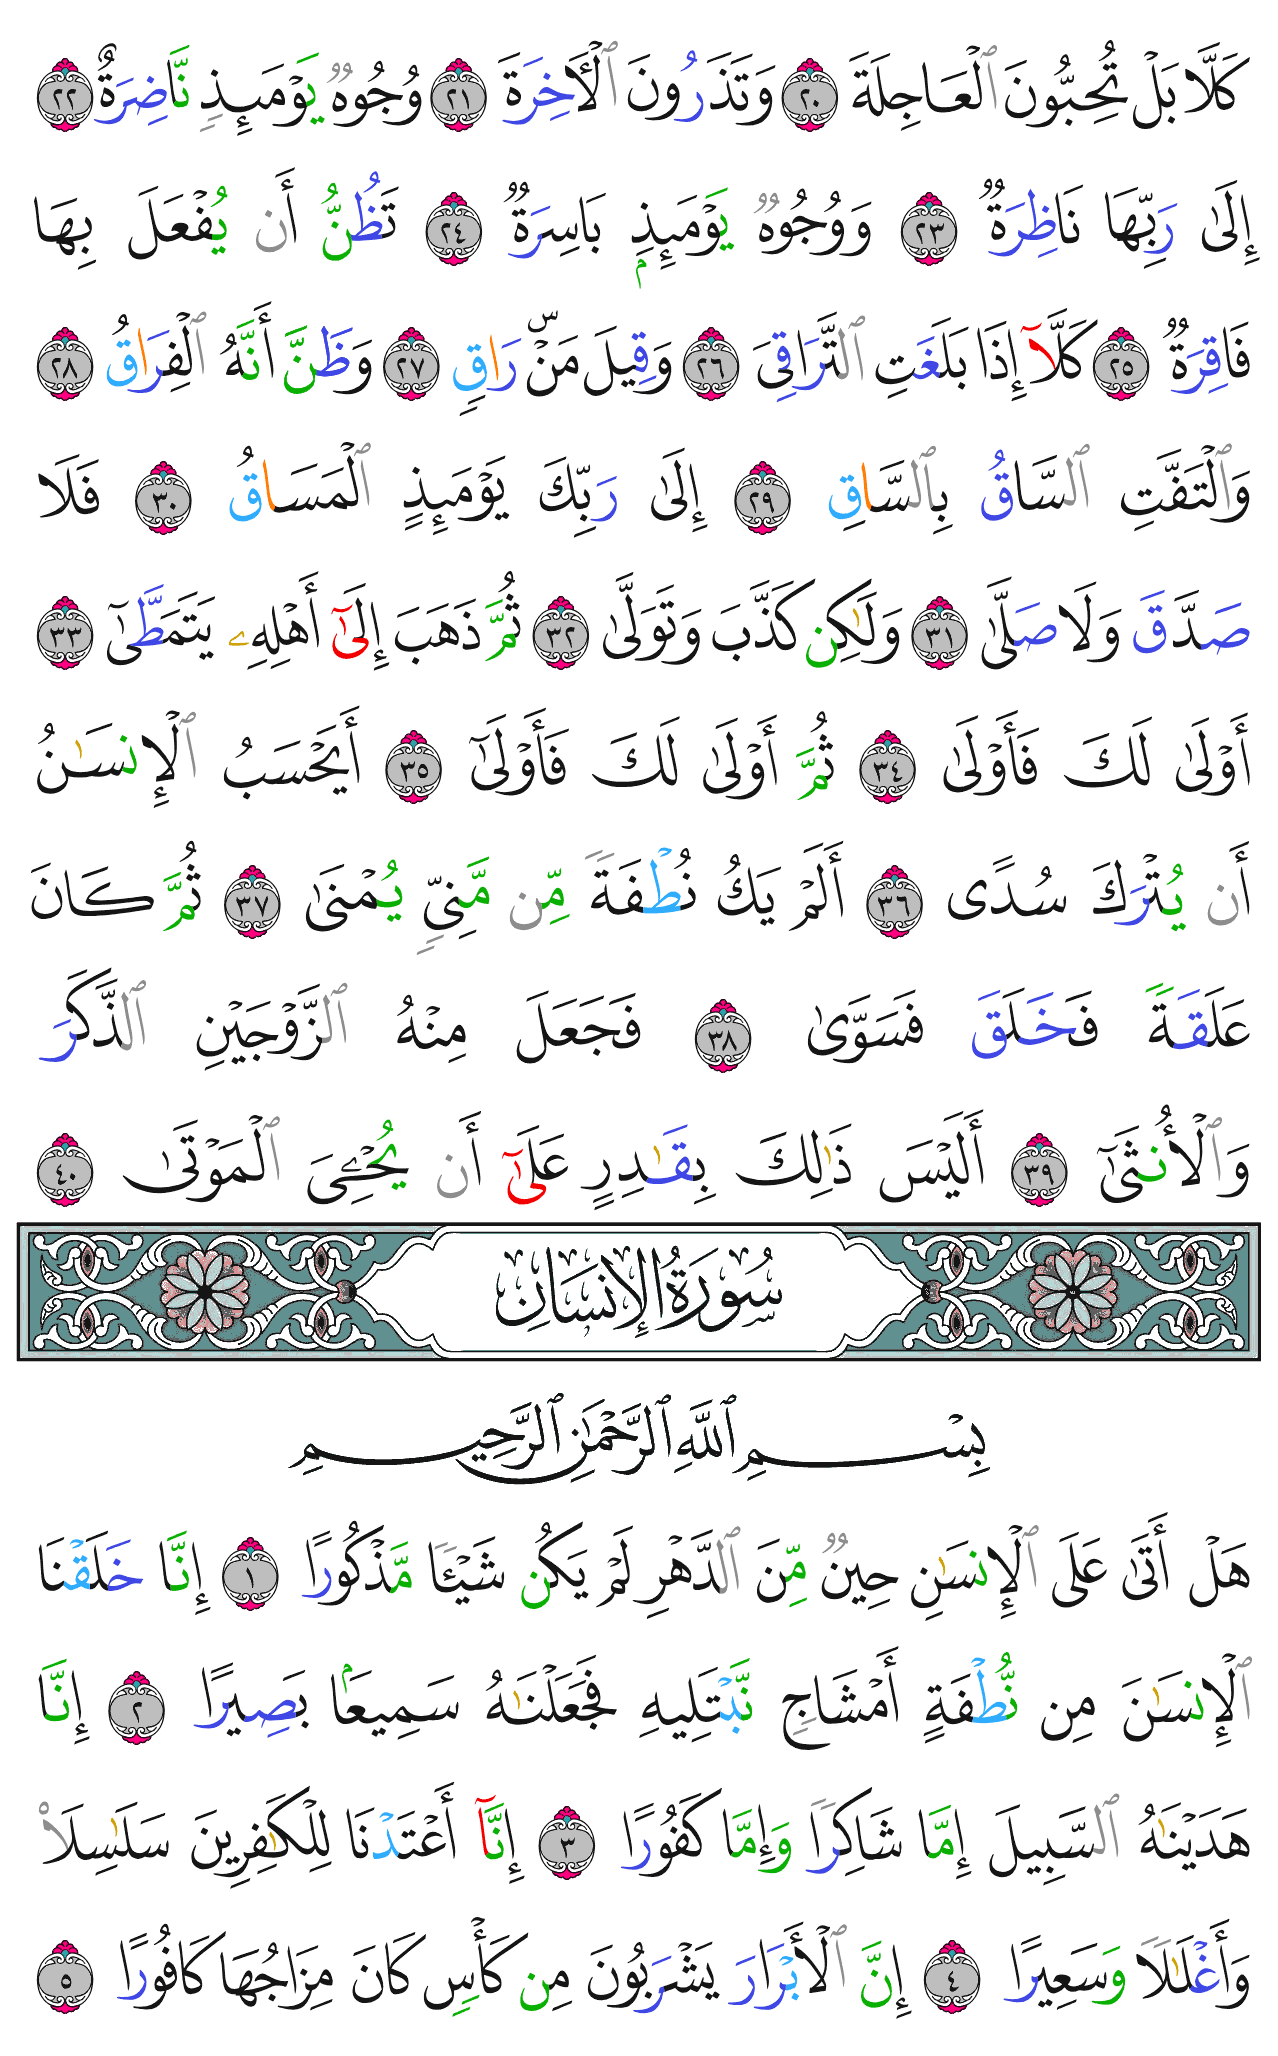 كَلَّا بَلْ تُحِبُّونَ ٱلْعَاجِلَةَ ٢٠ وَتَذَرُونَ ٱلْأَخِرَةَ ٢١ وُجُوهٌ يَوْمَئِذٍ نَّاضِرَةٌ ٢٢
إِلَىٰ رَبِّهَا نَاظِرَةٌ ٢٣ وَوُجُوهٌ يَوْمَئِذٍۭ بَاسِرَةٌ ٢٤ تَظُنُّ أَن يُفْعَلَ بِهَا
فَاقِرَةٌ ٢٥ كَلَّآ إِذَا بَلَغَتِ ٱلتَّرَاقِىَ ٢٦ وَقِيلَ مَنْ ۜ رَاقٍ ٢٧ وَظَنَّ أَنَّهُ ٱلْفِرَاقُ ٢٨
وَٱلْتَفَّتِ ٱلسَّاقُ بِٱلسَّاقِ ٢٩ إِلَىٰ رَبِّكَ يَوْمَئِذٍ ٱلْمَسَاقُ ٣٠ فَلَا
صَدَّقَ وَلَا صَلَّىٰ ٣١ وَلَـٰكِن كَذَّبَ وَتَوَلَّىٰ ٣٢ ثُمَّ ذَهَبَ إِلَىٰٓ أَهْلِهِۦ يَتَمَطَّىٰٓ ٣٣
أَوْلَىٰ لَكَ فَأَوْلَىٰ ٣٤ ثُمَّ أَوْلَىٰ لَكَ فَأَوْلَىٰٓ ٣٥ أَيَحْسَبُ ٱلْإِنسَـٰنُ
أَن يُتْرَكَ سُدًى ٣٦ أَلَمْ يَكُ نُطْفَةً مِّن مَّنِىٍّ يُمْنَىٰ ٣٧ ثُمَّ كَانَ
عَلَقَةً فَخَلَقَ فَسَوَّىٰ ٣٨ فَجَعَلَ مِنْهُ ٱلزَّوْجَيْنِ ٱلذَّكَرَ
وَٱلْأُنثَىٰٓ ٣٩ أَلَيْسَ ذَٰلِكَ بِقَـٰدِرٍ عَلَىٰٓ أَن يُحْـِۧىَ ٱلْمَوْتَىٰ ٤٠
سُورَةُ الْإِنسَانِ
بِسْمِ ٱللَّهِ ٱلرَّحْمَـٰنِ ٱلرَّحِيمِ
هَلْ أَتَىٰ عَلَى ٱلْإِنسَـٰنِ حِينٌ مِّنَ ٱلدَّهْرِ لَمْ يَكُن شَيْـًٔا مَّذْكُورًا ١ إِنَّا خَلَقْنَا
ٱلْإِنسَـٰنَ مِن نُّطْفَةٍ أَمْشَاجٍ نَّبْتَلِيهِ فَجَعَلْنَـٰهُ سَمِيعَۢا بَصِيرًا ٢ إِنَّا
هَدَيْنَـٰهُ ٱلسَّبِيلَ إِمَّا شَاكِرًا وَإِمَّا كَفُورًا ٣ إِنَّآ أَعْتَدْنَا لِلْكَـٰفِرِينَ سَلَـٰسِلَا۟
وَأَغْلَـٰلًا وَسَعِيرًا ٤ إِنَّ ٱلْأَبْرَارَ يَشْرَبُونَ مِن كَأْسٍ كَانَ مِزَاجُهَا كَافُورًا ٥